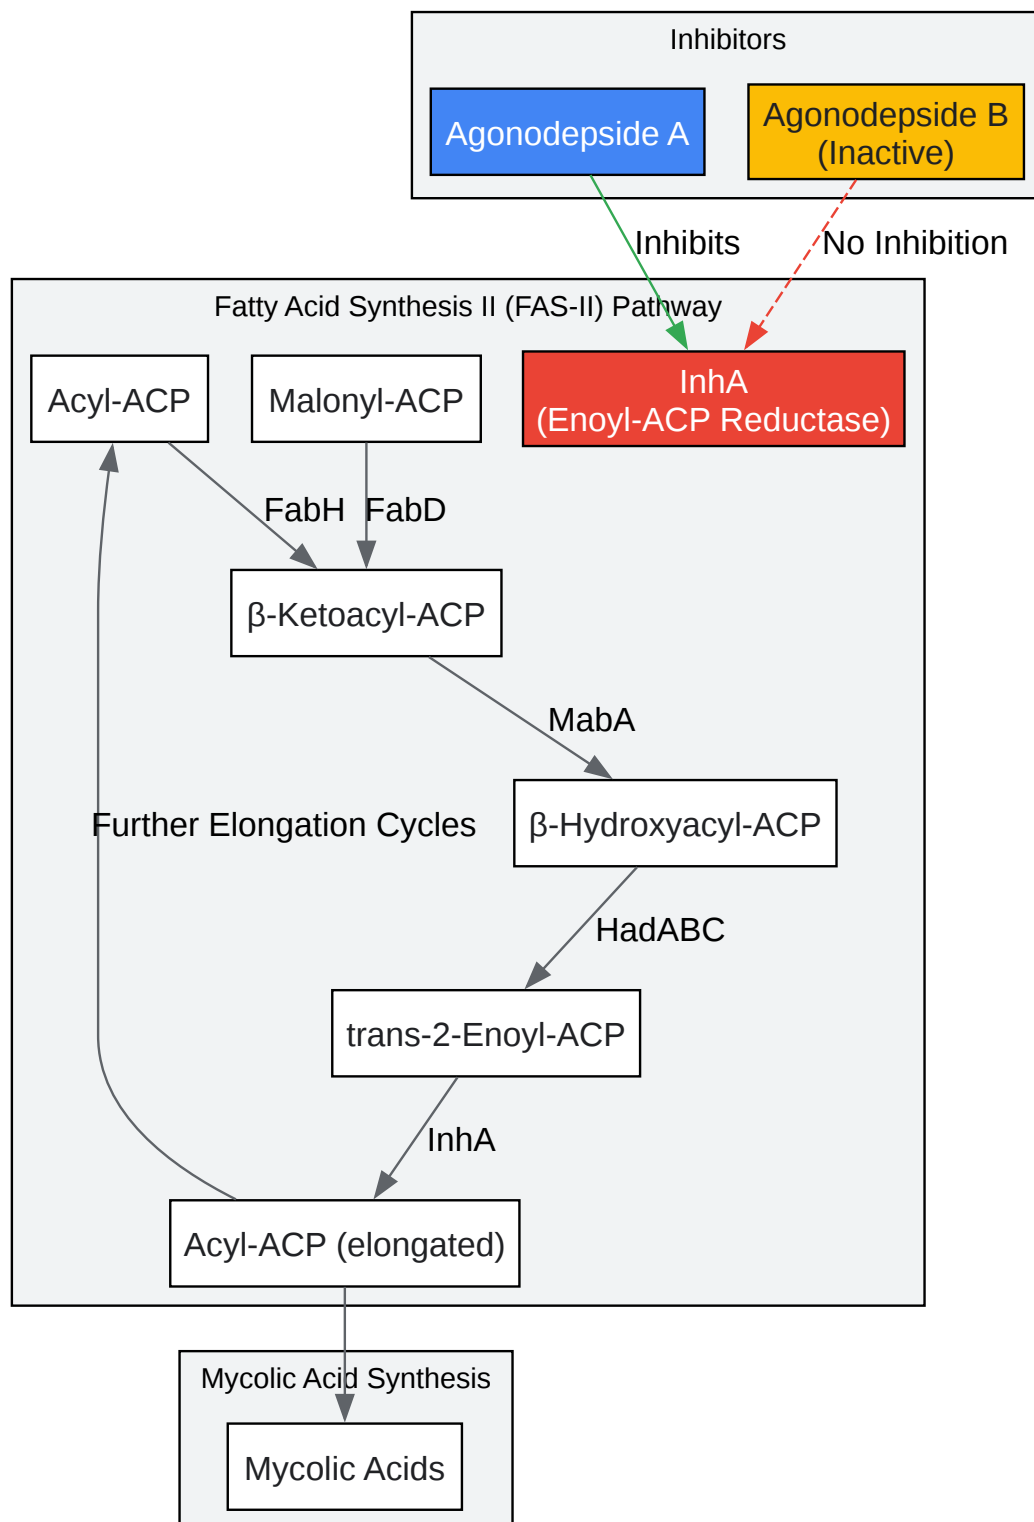 Inhibitors
Agonodepside A
Agonodepside B
(Inactive)
Inhibits
No Inhibition
Fatty Acid Synthesis II (FAS-II) Pathway
Acyl-ACP
Malonyl-ACP
InhA
(Enoyl-ACP Reductase)
FabH
FabD
β-Ketoacyl-ACP
MabA
Further Elongation Cycles
β-Hydroxyacyl-ACP
HadABC
trans-2-Enoyl-ACP
InhA
Acyl-ACP (elongated)
Mycolic Acid Synthesis
Mycolic Acids